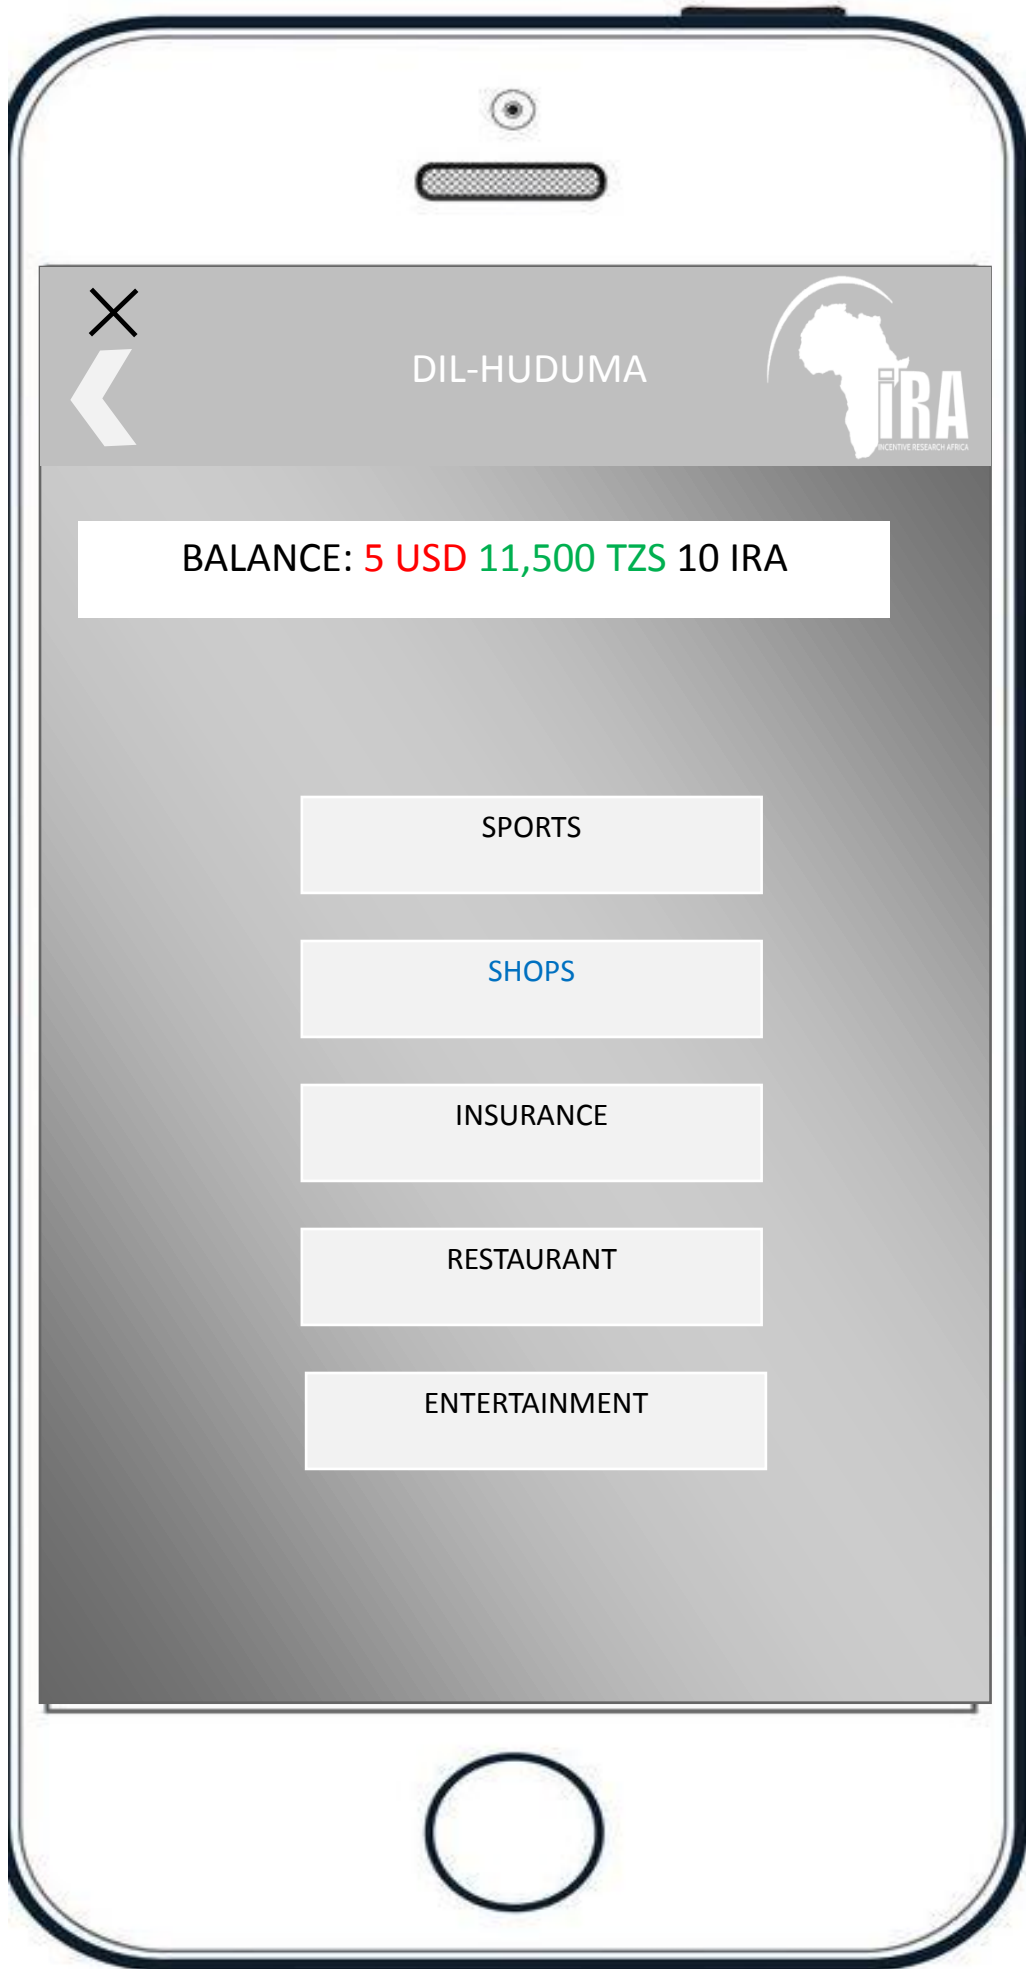 DIL-HUDUMA
iRA
INCENTIVE RESEARCH AFRICA
BALANCE: 5 USD 11,500 TZS 10 IRA
SPORTS
SHOPS
INSURANCE
RESTAURANT
ENTERTAINMENT